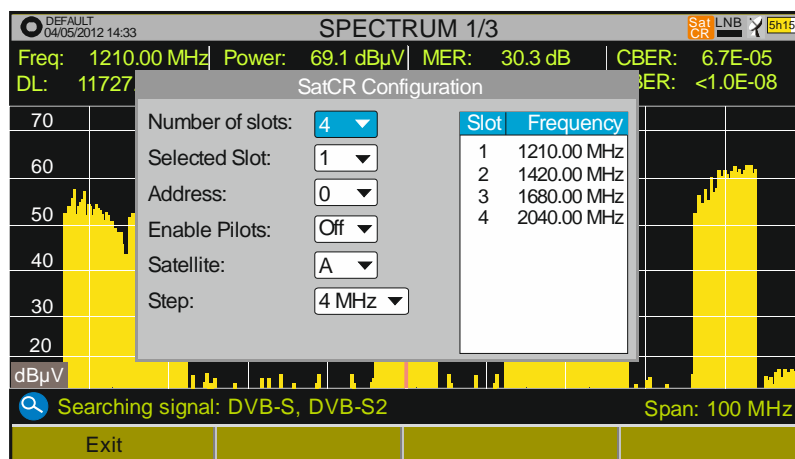 DEFAULT
04/05/2012 14:33
SPECTRUM 1/3
Sat CR
LNB
5h15
Freq: 1210.00 MHz Power: 69.1 dBµV MER: 30.3 dB CBER: 6.7E-05
DL: 11727. BER: <1.0E-08
SatCR Configuration
Number of slots: 4
Selected Slot: 1
Address: 0
Enable Pilots: Off
Satellite: A
Step: 4 MHz
Slot Frequency
1 1210.00 MHz
2 1420.00 MHz
3 1680.00 MHz
4 2040.00 MHz
70
60
50
40
30
20
dBµV
Searching signal: DVB-S, DVB-S2 Span: 100 MHz
Exit